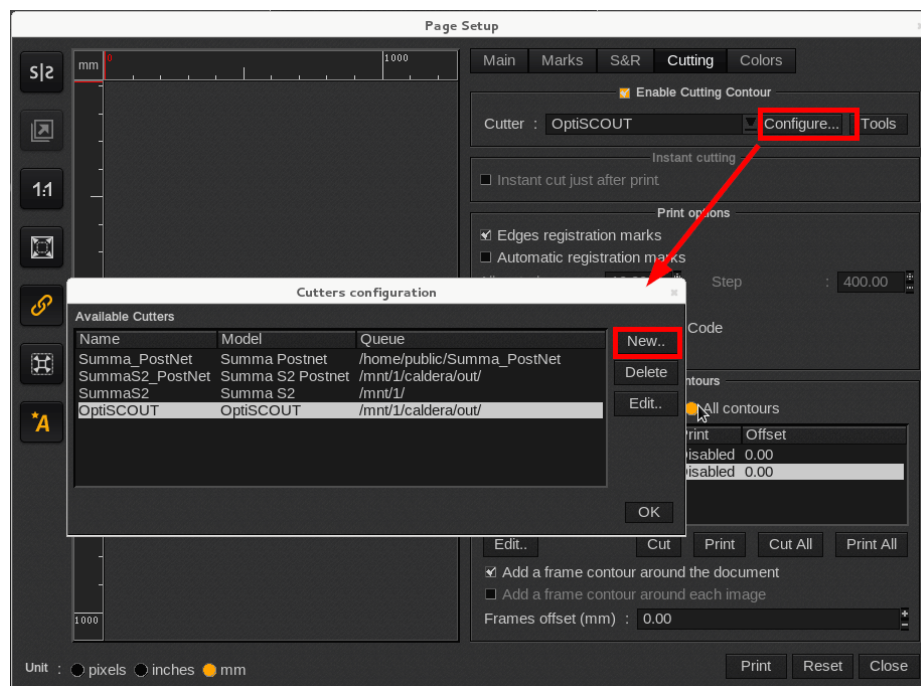 Page Setup
S|S
1:1
A
mm
0
1000
1000
Main Marks S&R Cutting Colors
Enable Cutting Contour
Cutter : OptiSCOUT Configure... Tools
Instant cutting
Instant cut just after print
Print options
Edges registration marks
Automatic registration marks
Step : 400.00
Code
Cutters configuration
Available Cutters
Name Model Queue
Summa_PostNet Summa Postnet /home/public/Summa_PostNet
SummaS2_PostNet Summa S2 Postnet /mnt/1/caldera/out/
SummaS2 Summa S2 /mnt/1/
OptiSCOUT OptiSCOUT /mnt/1/caldera/out/
New..
Delete
Edit..
OK
All contours
Print Offset
Disabled 0.00
Disabled 0.00
Edit.. Cut Print Cut All Print All
Add a frame contour around the document
Add a frame contour around each image
Frames offset (mm) : 0.00
Unit : pixels inches mm
Print Reset Close